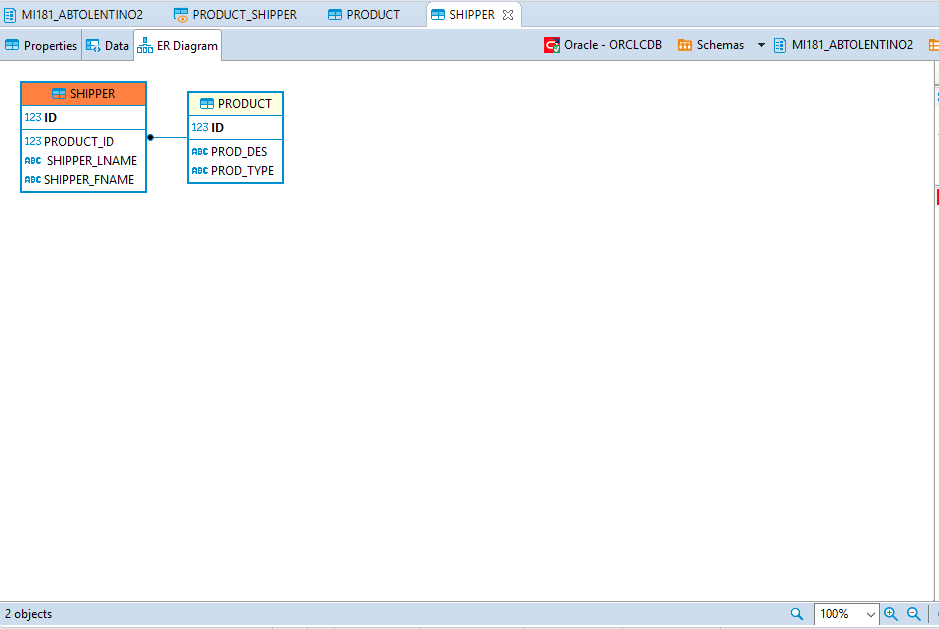 MI181_ABTOLENTINO2 PRODUCT_SHIPPER PRODUCT SHIPPER
Properties Data ER Diagram Oracle - ORCLCDB Schemas MI181_ABTOLENTINO2
SHIPPER
123 ID
123 PRODUCT_ID
ABC SHIPPER_LNAME
ABC SHIPPER_FNAME
PRODUCT
123 ID
ABC PROD_DES
ABC PROD_TYPE
2 objects 100%